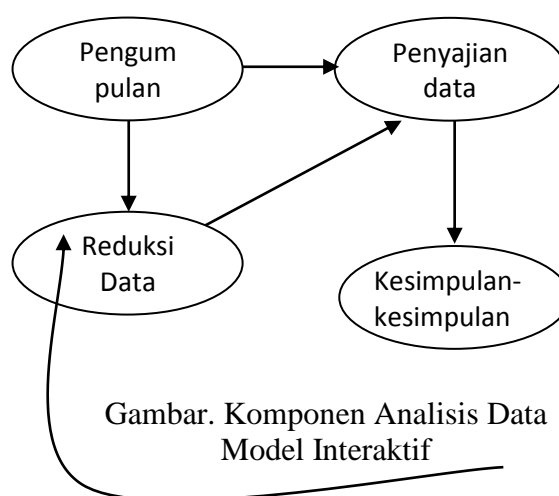 Pengum
pulan
Penyajian
data
Reduksi
Data
Kesimpulan-
kesimpulan
Gambar. Komponen Analisis Data
Model Interaktif